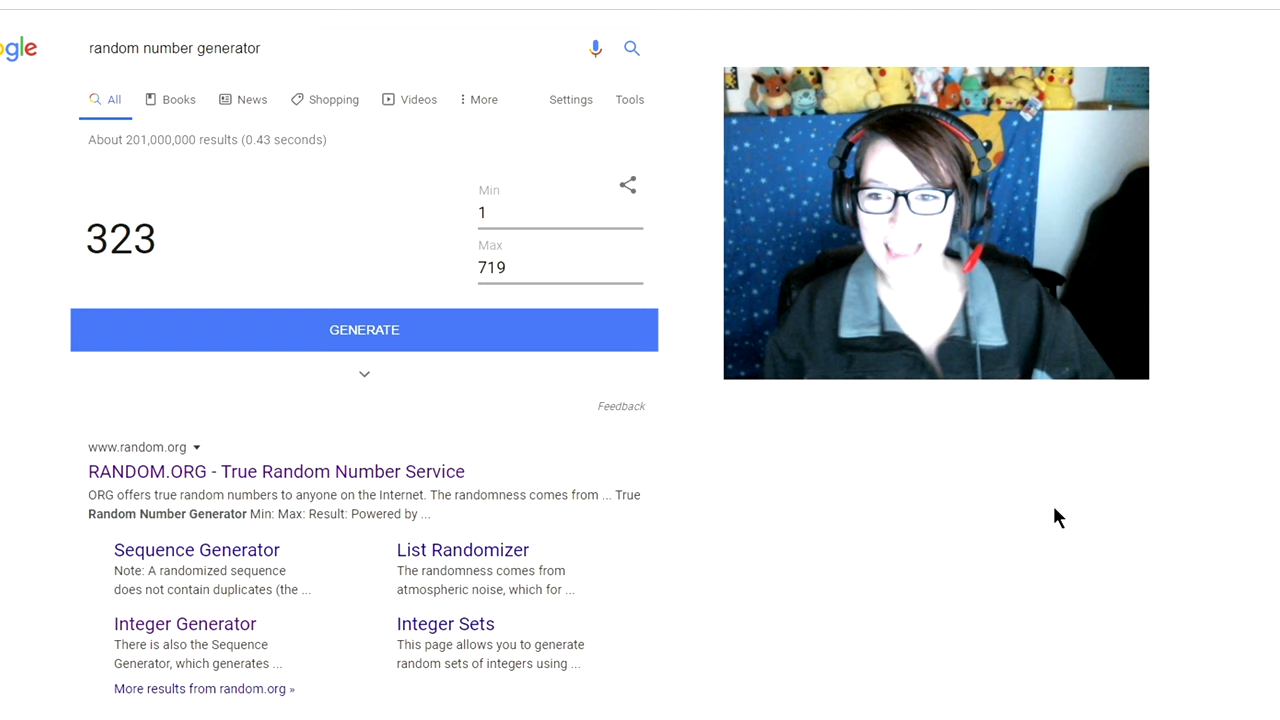 ogle
random number generator
All
Books
News
Shopping
Videos
More
Settings
Tools
About 201,000,000 results (0.43 seconds)
323
Min
1
Max
719
GENERATE
Feedback
www.random.org
RANDOM.ORG - True Random Number Service
ORG offers true random numbers to anyone on the Internet. The randomness comes from ... True
Random Number Generator Min: Max: Result: Powered by ...
Sequence Generator
Note: A randomized sequence
does not contain duplicates (the ...
List Randomizer
The randomness comes from
atmospheric noise, which for ...
Integer Generator
There is also the Sequence
Generator, which generates ...
Integer Sets
This page allows you to generate
random sets of integers using ...
More results from random.org »